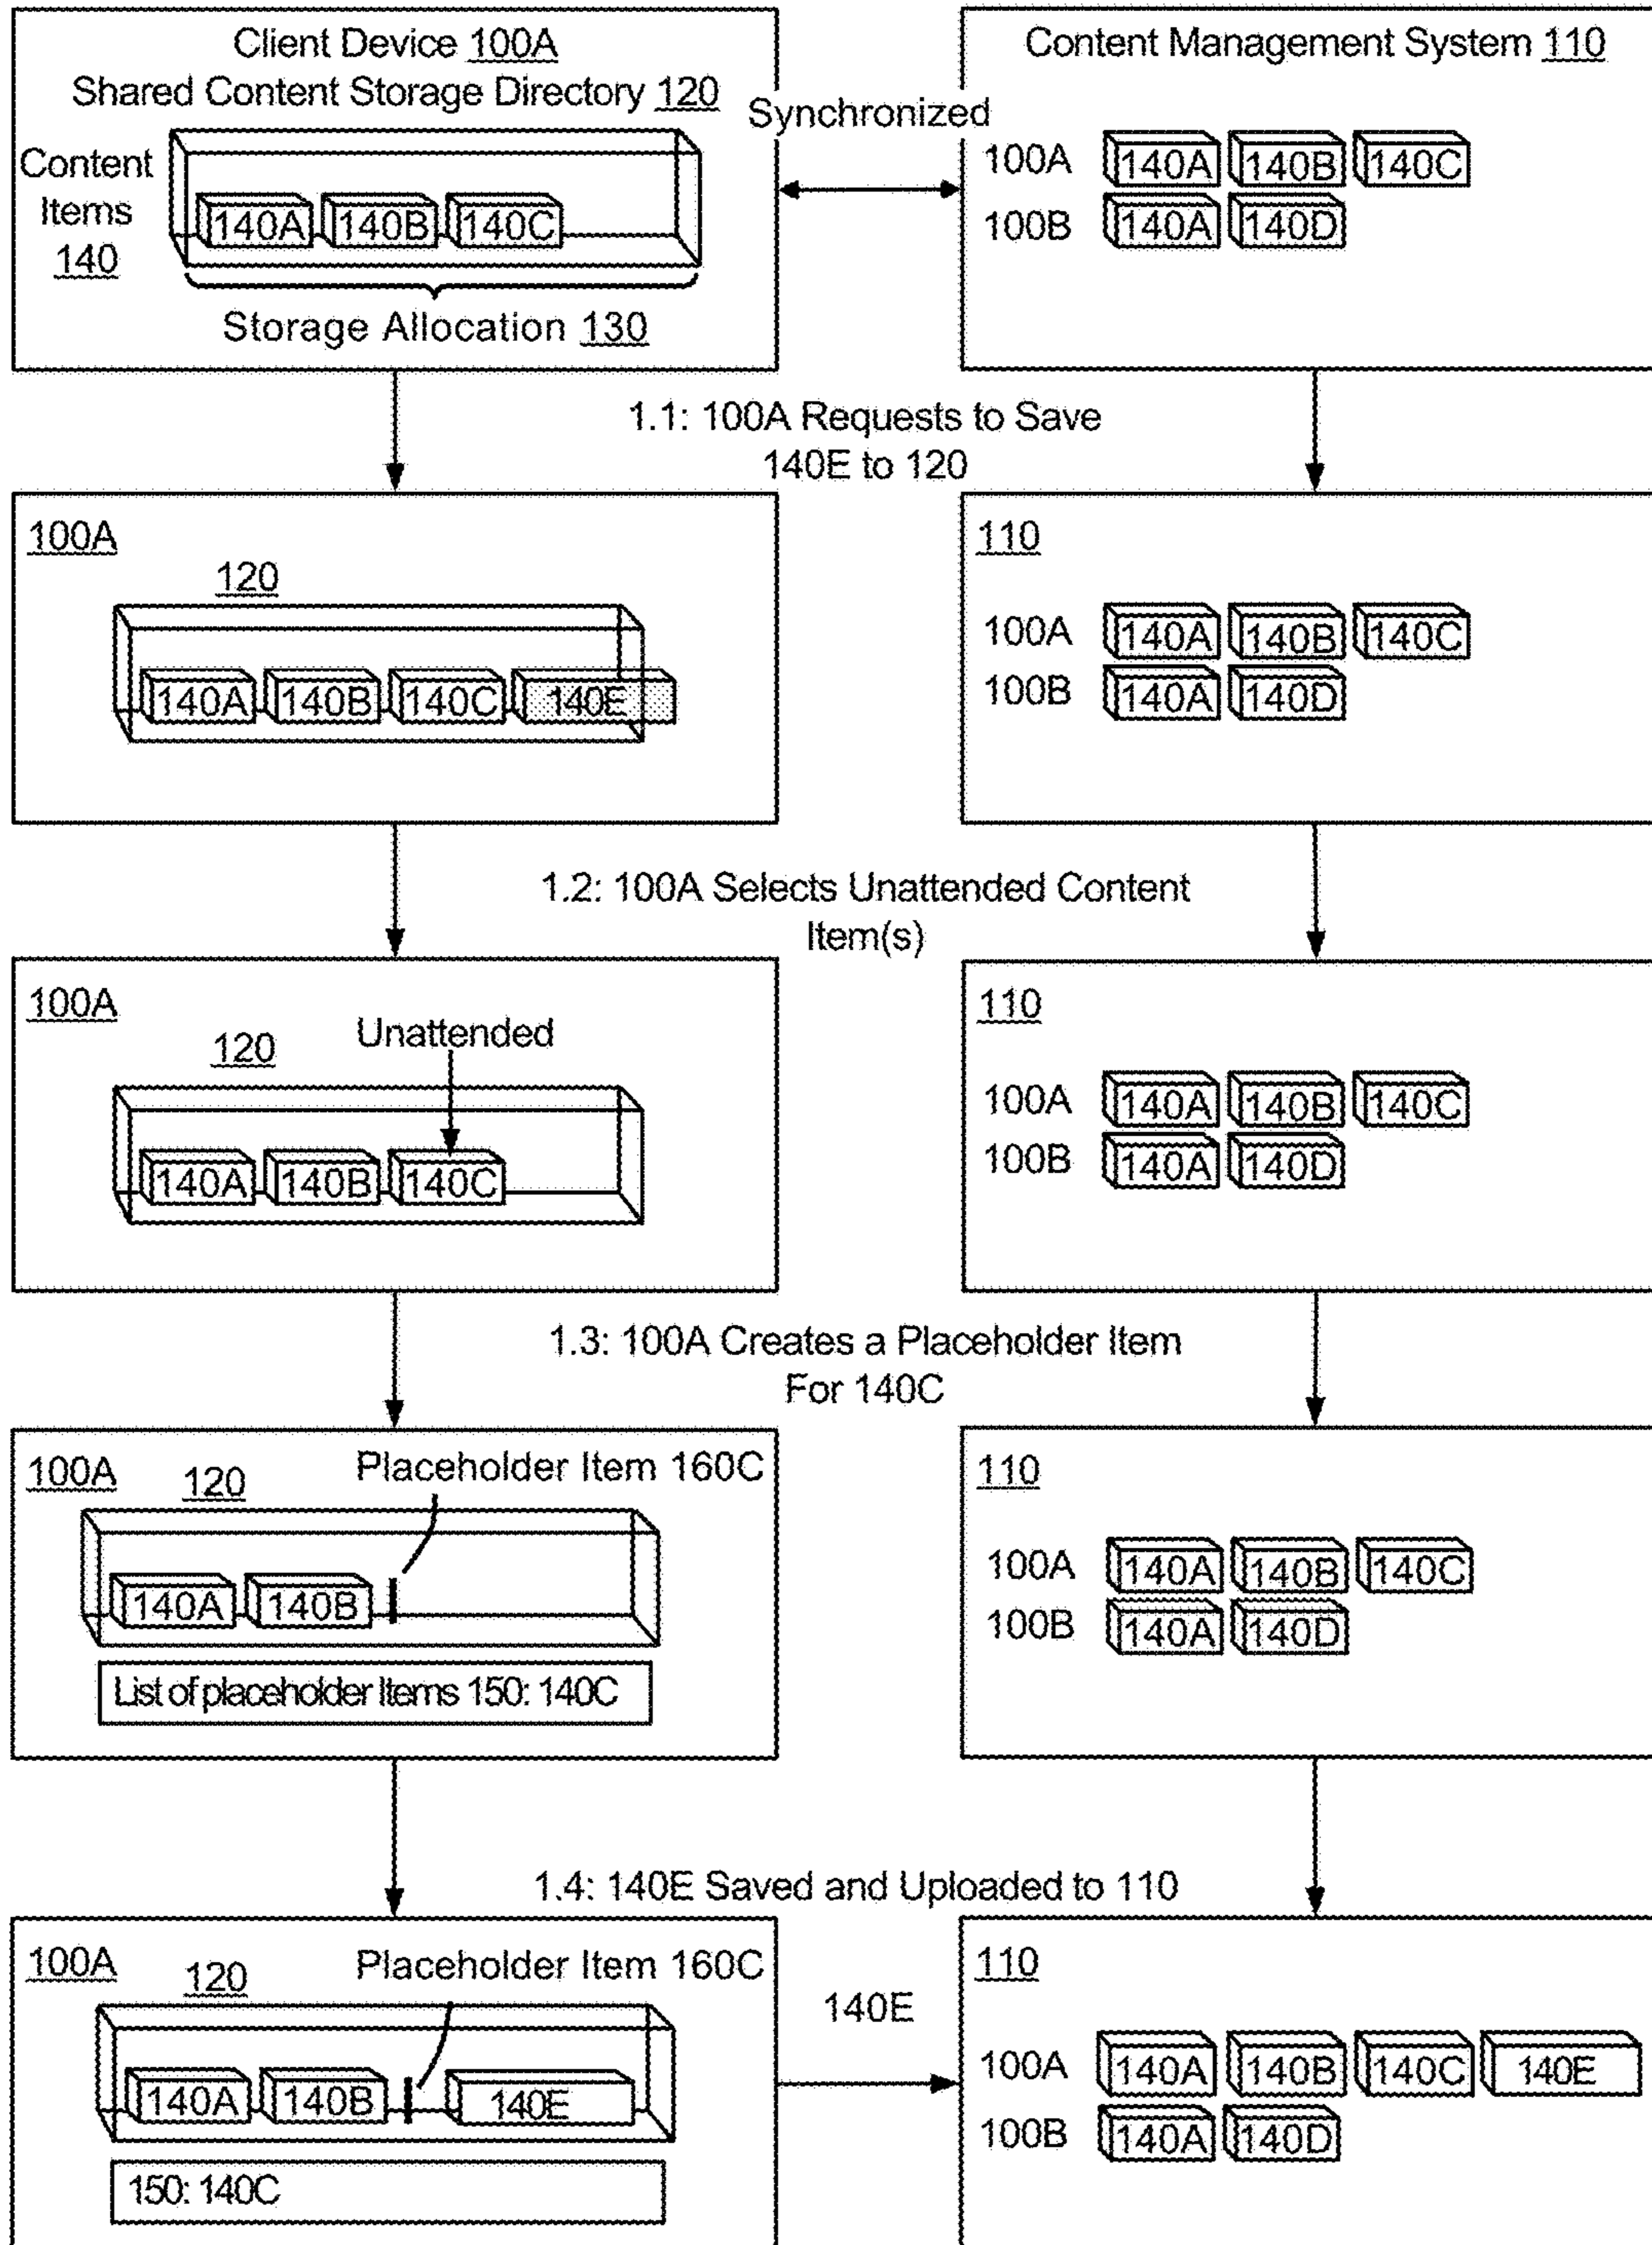 Client Device 100A
Shared Content Storage Directory 120
Content
Items
140
140A 140B 140C
Storage Allocation 130
Synchronized
Content Management System 110
100A 140A 140B 140C
100B 140A 140D
1.1: 100A Requests to Save
140E to 120
100A
120
140A 140B 140C 140E
110
100A 140A 140B 140C
100B 140A 140D
1.2: 100A Selects Unattended Content
Item(s)
100A
120
Unattended
140A 140B 140C
110
100A 140A 140B 140C
100B 140A 140D
1.3: 100A Creates a Placeholder Item
For 140C
100A
120
Placeholder Item 160C
140A 140B
List of placeholder Items 150: 140C
110
100A 140A 140B 140C
100B 140A 140D
1.4: 140E Saved and Uploaded to 110
100A
120
Placeholder Item 160C
140A 140B 140E
150: 140C
140E
110
100A 140A 140B 140C 140E
100B 140A 140D